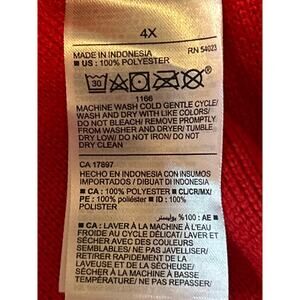 4X
MADE IN INDONESIA RN 54023
■ US: 100% POLYESTER
30
1166
MACHINE WASH COLD GENTLE CYCLE/
WASH AND DRY WITH LIKE COLORS/
DO NOT BLEACH/ REMOVE PROMPTLY
FROM WASHER AND DRYER/ TUMBLE
DRY LOW/ DO NOT IRON/ DO NOT
DRY CLEAN
CA 17897
HECHO EN INDONESIA CON INSUMOS
IMPORTADOS / DIBUAT DI INDONESIA
■ CA : 100% POLYESTER ■ CL/CR/MX/
PE : 100% poliéster ■ ID : 100%
POLISTER
■ AE : 100% بوليستر
■ CA : LAVER À LA MACHINE À L'EAU
FROIDE AU CYCLE DÉLICAT/ LAVER ET
SÉCHER AVEC DES COULEURS
SEMBLABLES/ NE PAS JAVELLISER/
RETIRER RAPIDEMENT DE LA
LAVEUSE ET DE LA SÉCHEUSE/
SÉCHER À LA MACHINE À BASSE
TEMPÉRATURE/ NE PAS REPASSER/